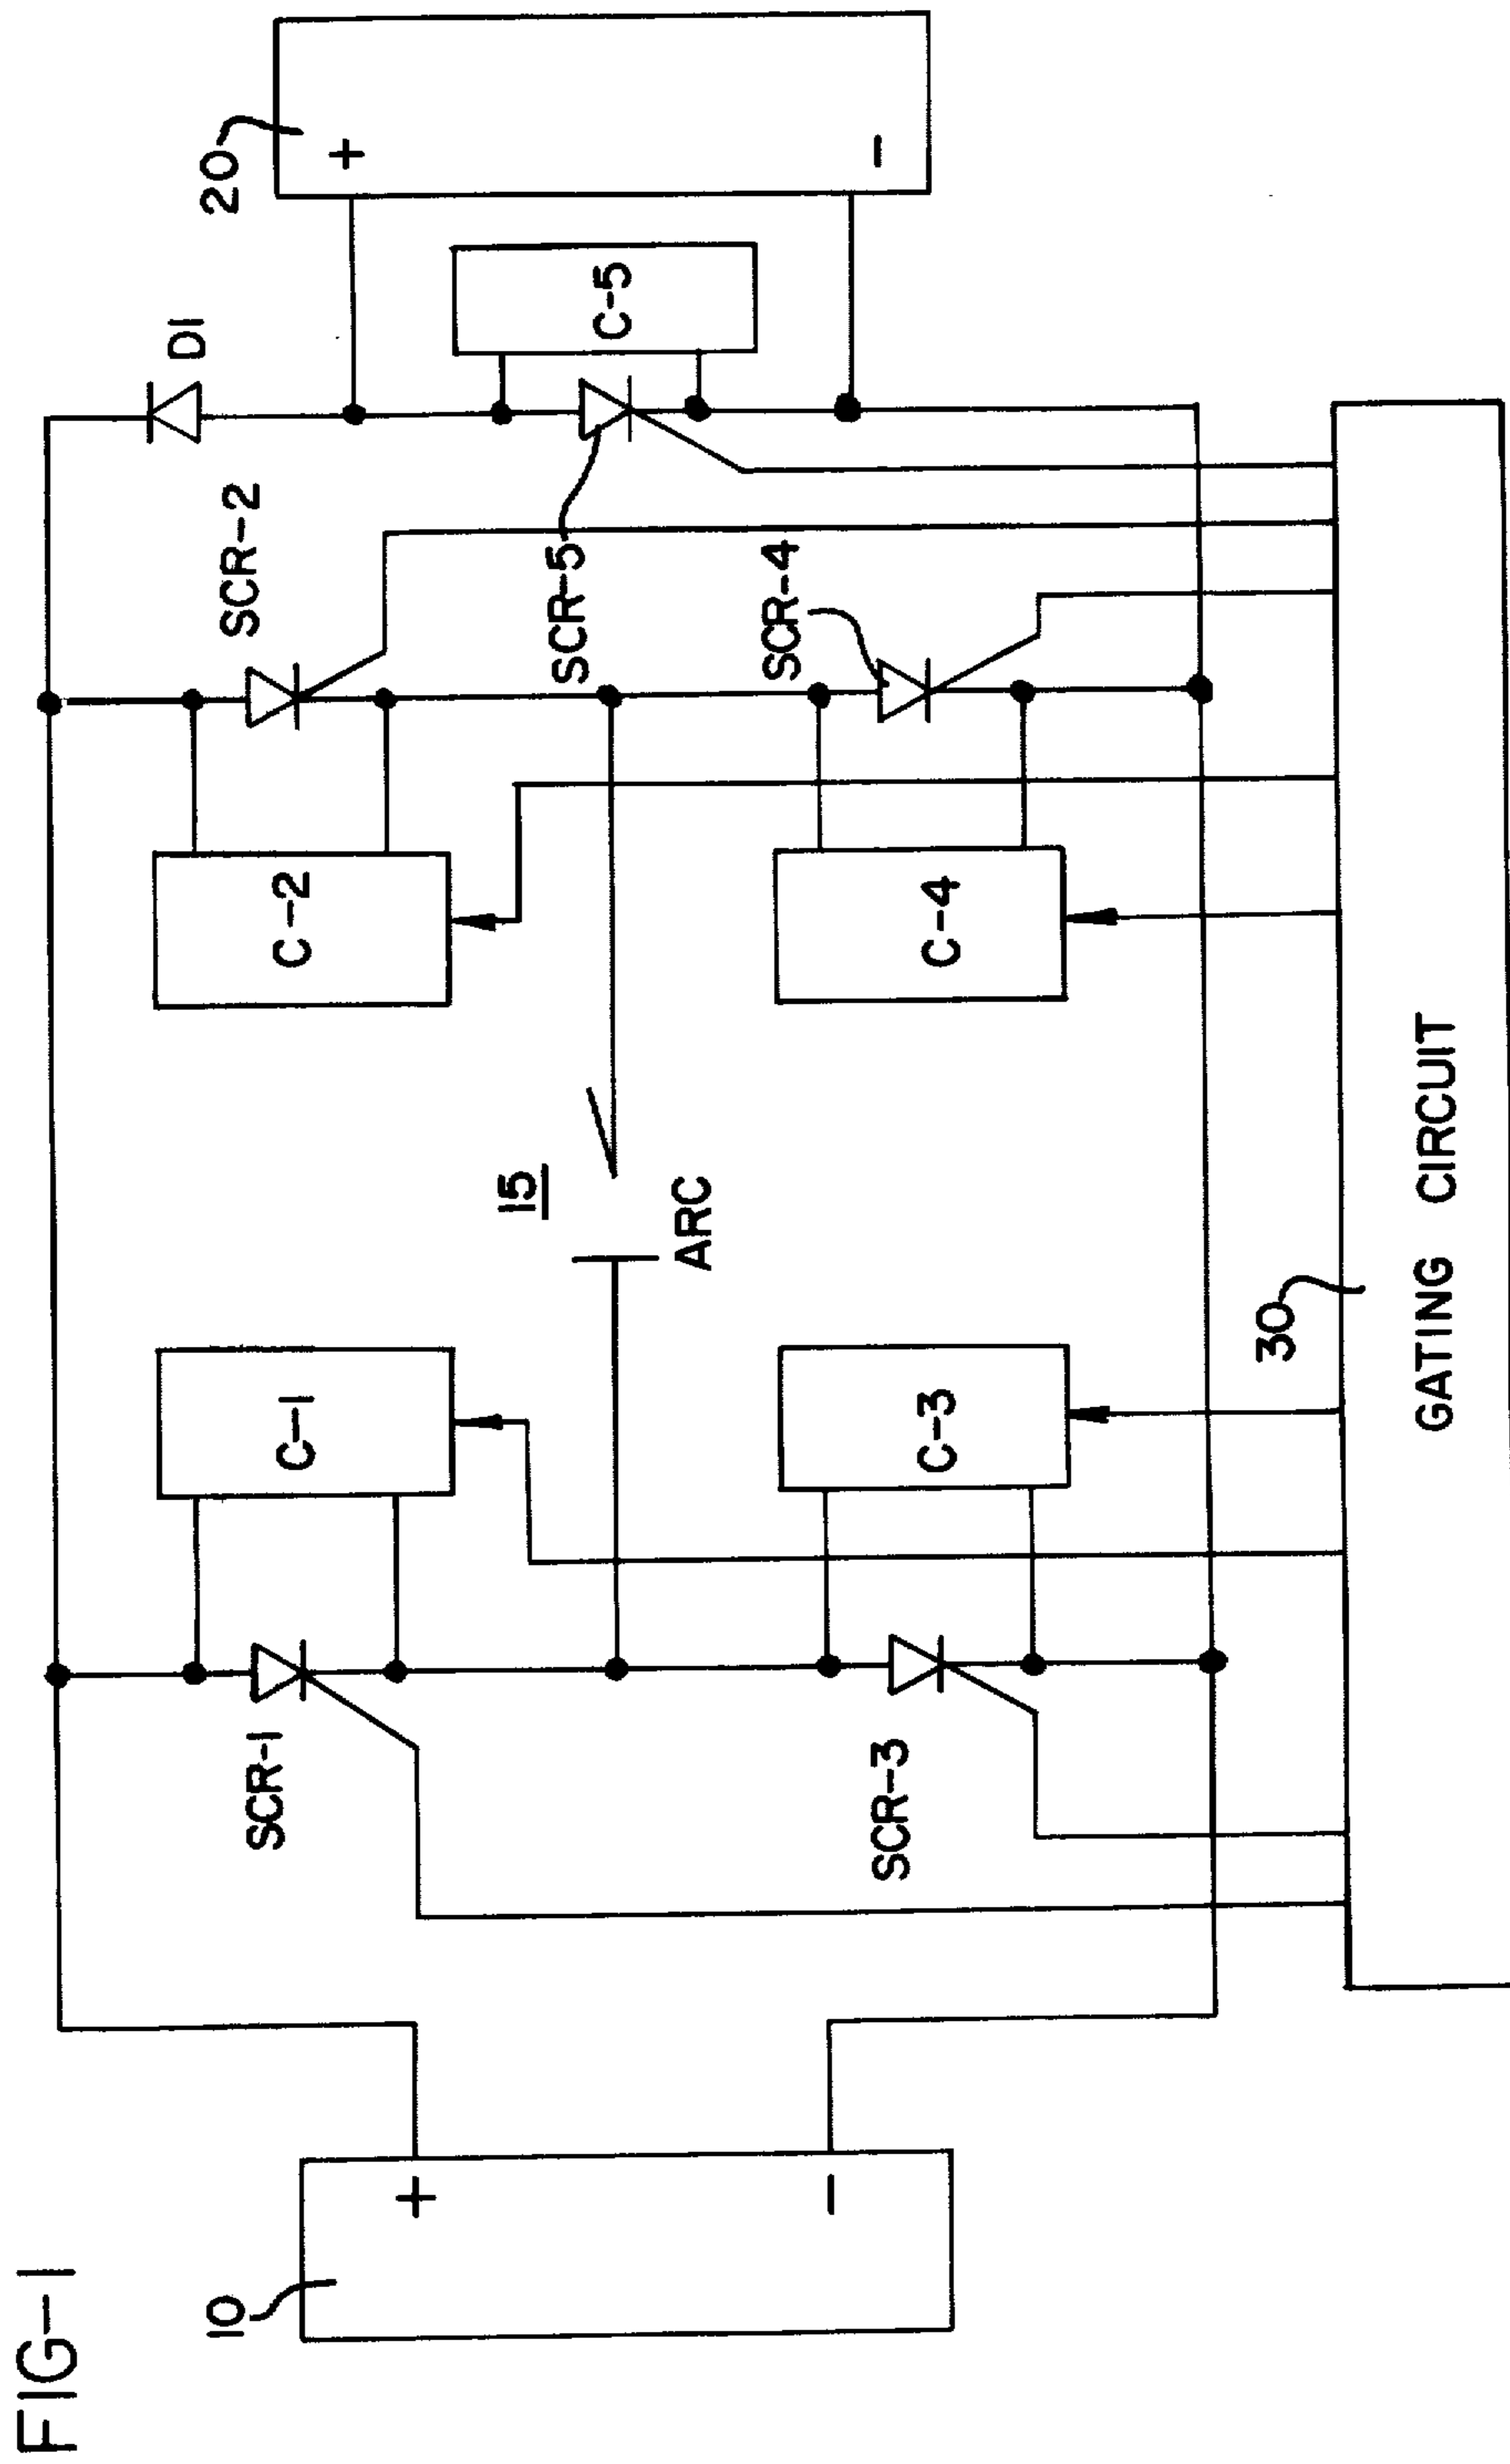 FIG-1
10
+
-
SCR-1
C-1
SCR-3
C-3
15
ARC
C-2
SCR-2
C-4
SCR-4
SCR-5
D1
C-5
20
+
-
30
GATING CIRCUIT